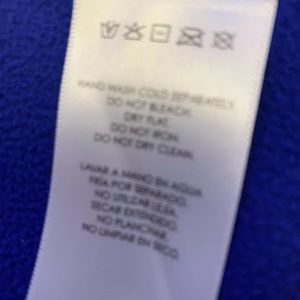 HAND WASH COLD SEPARATELY.
DO NOT BLEACH.
DRY FLAT.
DO NOT IRON.
DO NOT DRY CLEAN.
LAVAR A MANO EN AGUA
FRIA POR SEPARADO.
NO UTILIZAR LEJIA.
SECAR EXTENDIDO.
NO PLANCHAR.
NO LIMPIAR EN SECO.